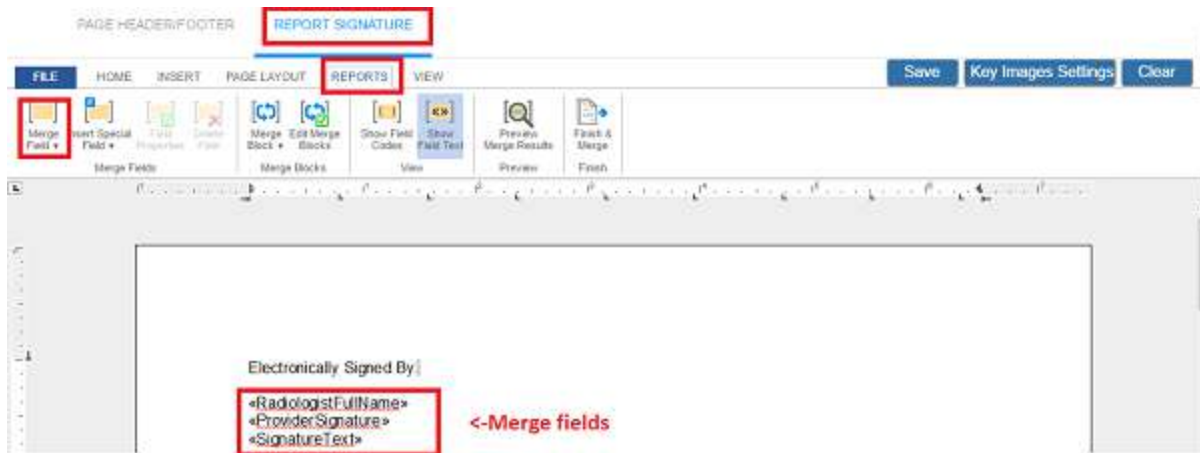 PAGE HEADER/FOOTER REPORT SIGNATURE
FILE HOME INSERT PAGE LAYOUT REPORTS VIEW Save Key Images Settings Clear
Merge Field Insert Special Field Field Properties Delete Field Merge Block Edit Merge Blocks Show Field Codes Show Field Text Preview Merge Results Finish & Merge
Merge Fields Merge Blocks View Preview Finish
Electronically Signed By:
«RadiologistFullName»
«ProviderSignature» <-Merge fields
«SignatureText»